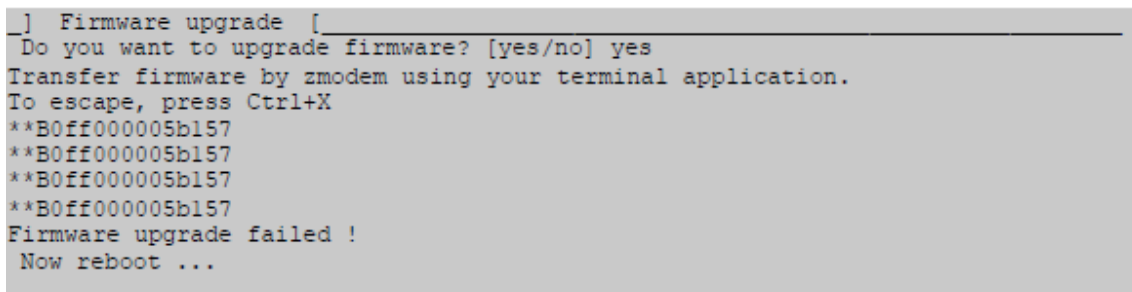 _]  Firmware upgrade  [______________________________________________________________
 Do you want to upgrade firmware? [yes/no] yes
Transfer firmware by zmodem using your terminal application.
To escape, press Ctrl+X
**B0ff000005b157
**B0ff000005b157
**B0ff000005b157
**B0ff000005b157
Firmware upgrade failed !
 Now reboot ...